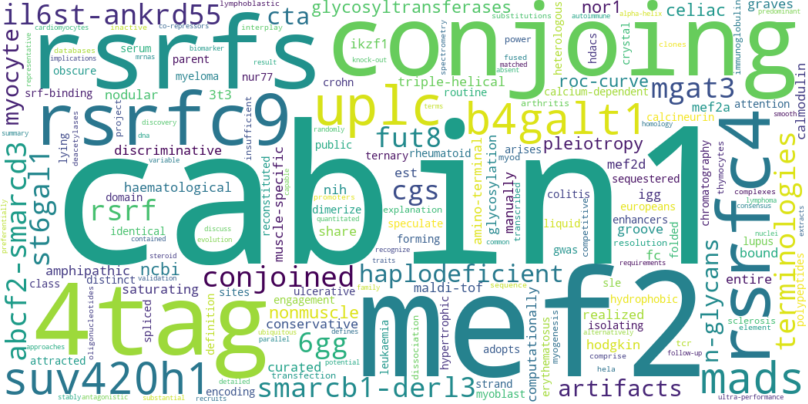 il6st-ankrd55
lymphoblastic
cta
glycosyltransferases
substitutions
autoimmune
alpha-helix
predominant
cardiomyocytes
inactive
co-repressors
interplay
nor1
celiac
graves
rsrfs
conjoing
representative
databases
biomarker
serum
ikzf1
power
heterologous
crystal
hdacs
immunoglobulin
clones
myocyte
implications
mrnas
parent
nur77
spectrometry
knock-out
fused
matched
absent
obscure
myeloma
result
crohn
triple-helical
calcium-dependent
roc-curve
srf-binding
nodular
3t3
routine
arthritis
mgat3
mef2a
attention
calmodulin
summary
project
rsrfc9
uplc
terms
b4galt1
calcineurin
homology
smooth
deacetylases
discovery
dna
insufficient
randomly
capable
lying
discriminative
variable
public
fut8
myod
pleiotropy
rsrfc4
thymocytes
complexes
lymphoma
consensus
abcf2-smarcd3
st6gal1
haematological
muscle-specific
reconstituted
promoters
ternary
rheumatoid
arises
mef2d
sequestered
chromatography
preferentially
domain
est
manually
transcribed
cabin1
nih
cgs
quantitated
glycosylation
amino-terminal
igg
colitis
europeans
nuclei
extracts
rsrf
dimerize
explanation
liquid
enhancers
competitives
identical
contained
discuss
evolution
share
speculate
common
gwas
groove
resolution
fc
folded
lupus
bound
terminologies
polypeptides
ncbi
steroid
validation
forming
recognize
traits
requirements
amphipathic
conjoined
haplodeficient
n-glycans
class
distinct
saturating
ulcerative
maldi-tof
family
sequence
sle
hydrophobic
entire
4tag
oligonucleotides
spliced
sites
engagement
ubiquitous
defines
mef2
computationally
erythematosus
realized
isolating
sclerosis
element
definition
nonmuscle
parallel
conservative
leukaemia
dissociation
hypertrophic
adopts
myogenesis
hodgkin
tcr
follow-up
approaches
attracted
6gg
potential
alternatively
comprise
suv420h1
curated
transfection
strand
myoblast
hela
mads
stably
antagonistic
substantial
encoding
recruits
detailed
smarcb1-derl3
artifacts
ultra-performance